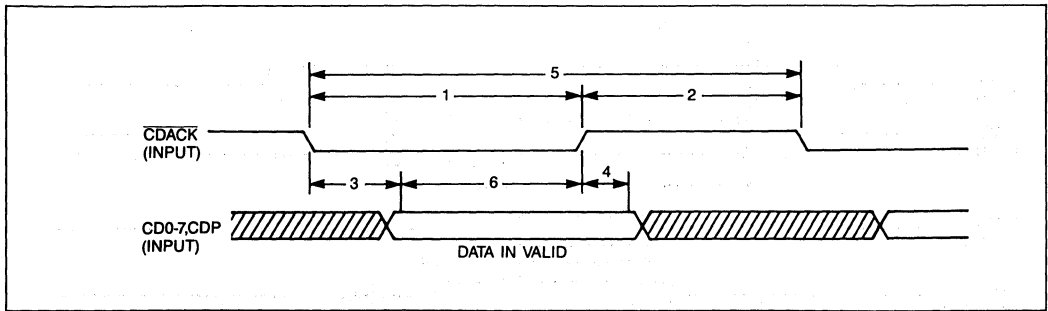 5
1
2
CDACK
(INPUT)
3
6
4
CD0-7,CDP
(INPUT)
DATA IN VALID